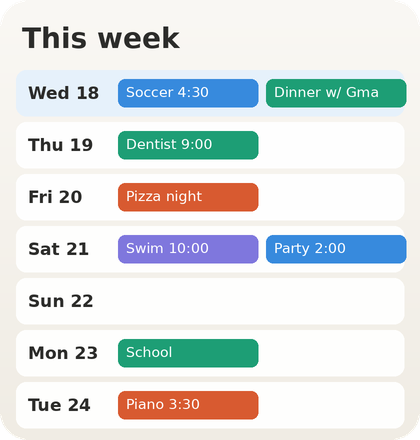 This week
Wed 18 Soccer 4:30 Dinner w/ Gma
Thu 19 Dentist 9:00
Fri 20 Pizza night
Sat 21 Swim 10:00 Party 2:00
Sun 22
Mon 23 School
Tue 24 Piano 3:30